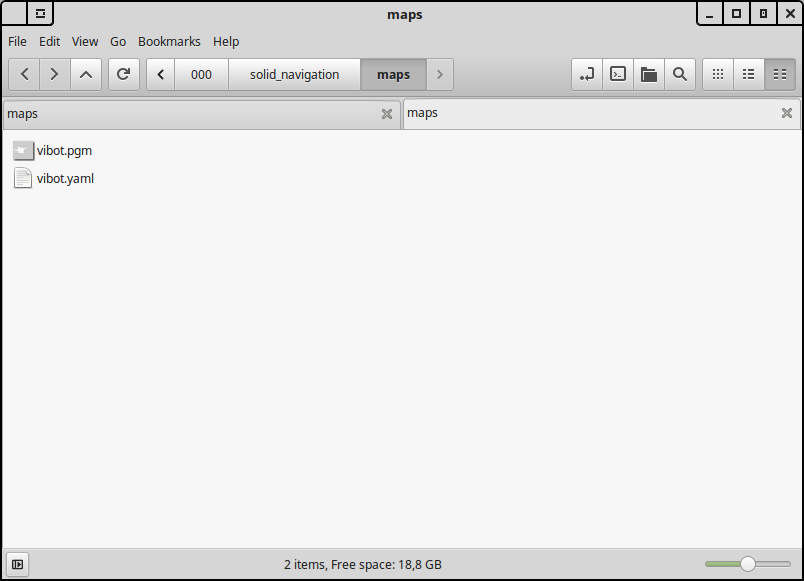 maps
File Edit View Go Bookmarks Help
000 solid_navigation maps
maps maps
vibot.pgm
vibot.yaml
2 items, Free space: 18,8 GB